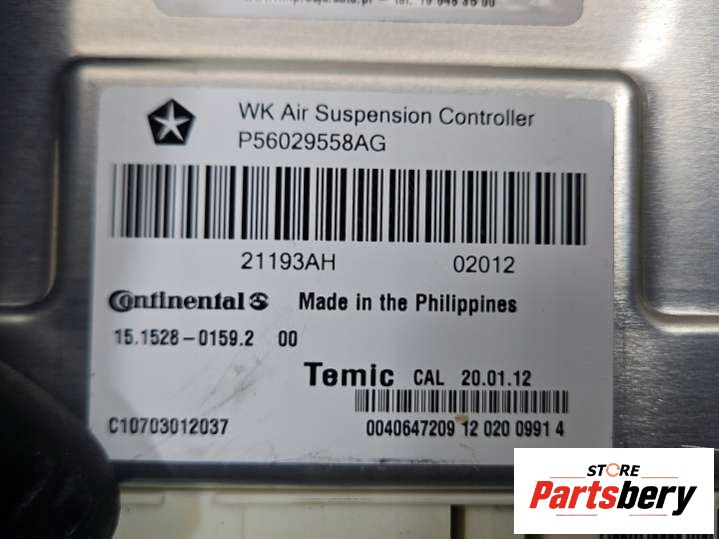 WK Air Suspension Controller
P56029558AG
21193AH 02012
Continental Made in the Philippines
15.1528-0159.2 00
Temic CAL 20.01.12
C10703012037 0040647209 12 020 0991 4
STORE
Partsbery